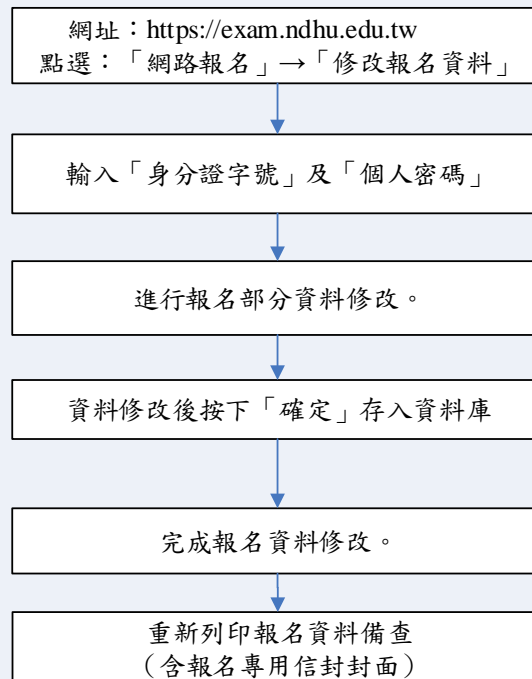 網址：https://exam.ndhu.edu.tw
點選：「網路報名」→「修改報名資料」
輸入「身分證字號」及「個人密碼」
進行報名部分資料修改。
資料修改後按下「確定」存入資料庫
完成報名資料修改。
重新列印報名資料備查
（含報名專用信封封面）